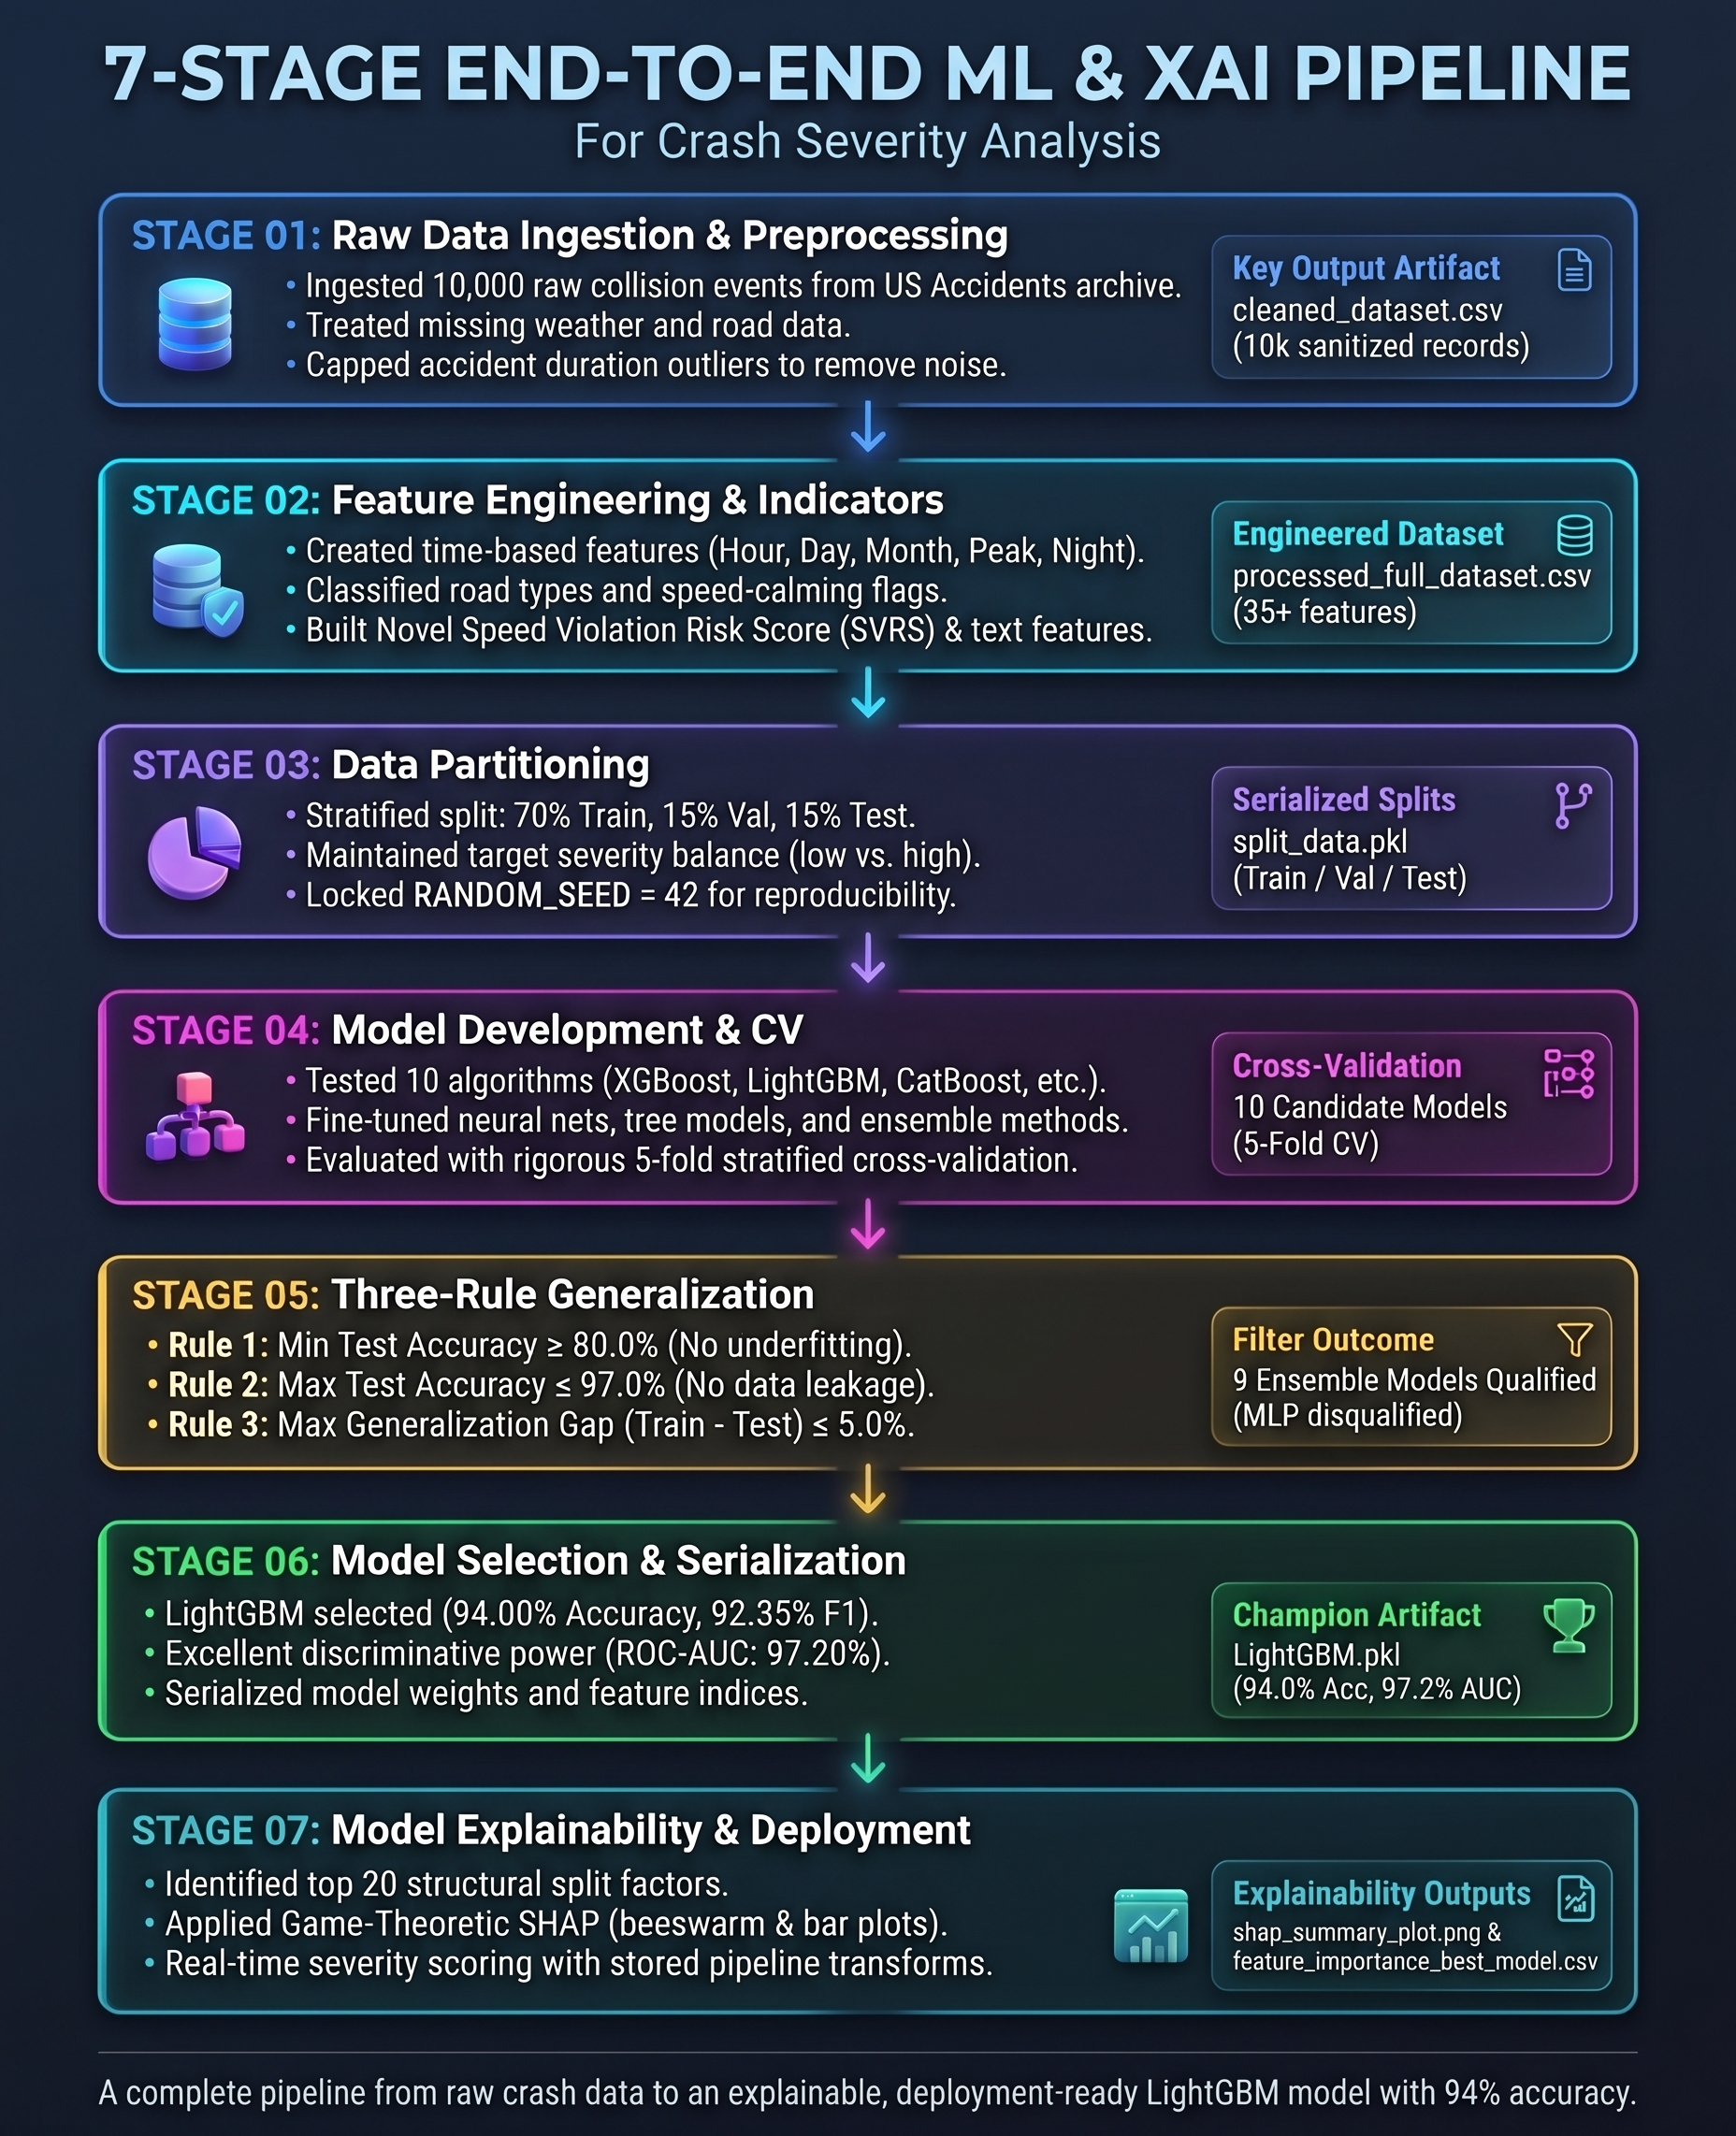 7-STAGE END-TO-END ML & XAI PIPELINE
For Crash Severity Analysis
STAGE 01: Raw Data Ingestion & Preprocessing
• Ingested 10,000 raw collision events from US Accidents archive.
• Treated missing weather and road data.
• Capped accident duration outliers to remove noise.
Key Output Artifact
cleaned_dataset.csv
(10k sanitized records)
STAGE 02: Feature Engineering & Indicators
• Created time-based features (Hour, Day, Month, Peak, Night).
• Classified road types and speed-calming flags.
• Built Novel Speed Violation Risk Score (SVRS) & text features.
Engineered Dataset
processed_full_dataset.csv
(35+ features)
STAGE 03: Data Partitioning
• Stratified split: 70% Train, 15% Val, 15% Test.
• Maintained target severity balance (low vs. high).
• Locked RANDOM_SEED = 42 for reproducibility.
Serialized Splits
split_data.pkl
(Train / Val / Test)
STAGE 04: Model Development & CV
• Tested 10 algorithms (XGBoost, LightGBM, CatBoost, etc.).
• Fine-tuned neural nets, tree models, and ensemble methods.
• Evaluated with rigorous 5-fold stratified cross-validation.
Cross-Validation
10 Candidate Models
(5-Fold CV)
STAGE 05: Three-Rule Generalization
• Rule 1: Min Test Accuracy ≥ 80.0% (No underfitting).
• Rule 2: Max Test Accuracy ≤ 97.0% (No data leakage).
• Rule 3: Max Generalization Gap (Train - Test) ≤ 5.0%.
Filter Outcome
9 Ensemble Models Qualified
(MLP disqualified)
STAGE 06: Model Selection & Serialization
• LightGBM selected (94.00% Accuracy, 92.35% F1).
• Excellent discriminative power (ROC-AUC: 97.20%).
• Serialized model weights and feature indices.
Champion Artifact
LightGBM.pkl
(94.0% Acc, 97.2% AUC)
STAGE 07: Model Explainability & Deployment
• Identified top 20 structural split factors.
• Applied Game-Theoretic SHAP (beeswarm & bar plots).
• Real-time severity scoring with stored pipeline transforms.
Explainability Outputs
shap_summary_plot.png &
feature_importance_best_model.csv
A complete pipeline from raw crash data to an explainable, deployment-ready LightGBM model with 94% accuracy.